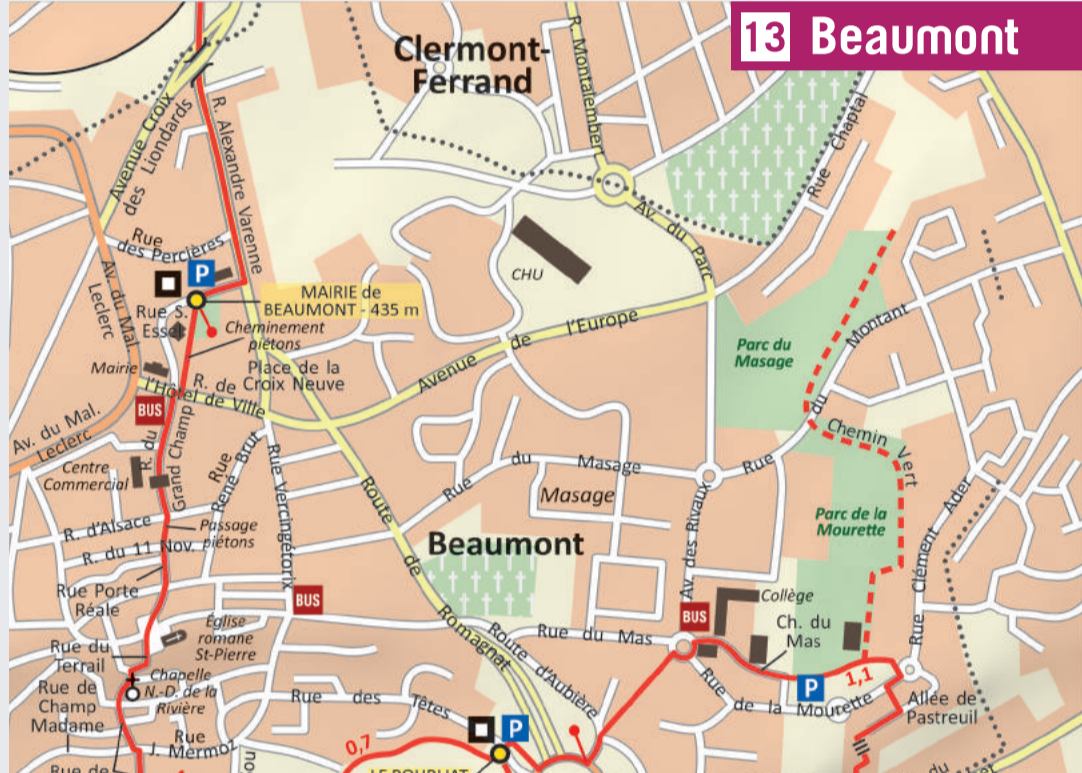 13 Beaumont
Clermont-
Ferrand
R. Montalembert
Avenue Croix
des Liondards
R. Alexandre Varenne
Rue Chaptal
Av. du Parc
Rue
des Percières
P
CHU
Av. du Mal.
Leclerc
MAIRIE de
BEAUMONT - 435 m
Rue S.
Esset
Cheminement
piétons
Avenue de l'Europe
Parc du
Masage
Rue du Montant
Mairie
Place de la
Croix Neuve
R. de
l'Hôtel de Ville
BUS
Av. du Mal.
Leclerc
R. du
Grand Champ
Chemin Vert
Centre
Commercial
Rue
René Brut
Rue Vercingétorix
Rue du Masage
Masage
Route de Romagnat
Av. des Rivaux
Parc de la
Mourette
Rue Clément Ader
R. d'Alsace
Passage
piétons
R. du 11 Nov.
Beaumont
Rue Porte
Réale
BUS
Collège
BUS
Église
romane
St-Pierre
Rue du Mas
Ch. du
Mas
Rue du
Terrail
Route d'Aubière
Chapelle
N.-D. de la
Rivière
Rue de
Champ
Madame
Rue des Têtes
P
1,1
Rue de la Mourette
Allée de
Pastreuil
Rue
J. Mermoz
P
0,7
Rue de
du